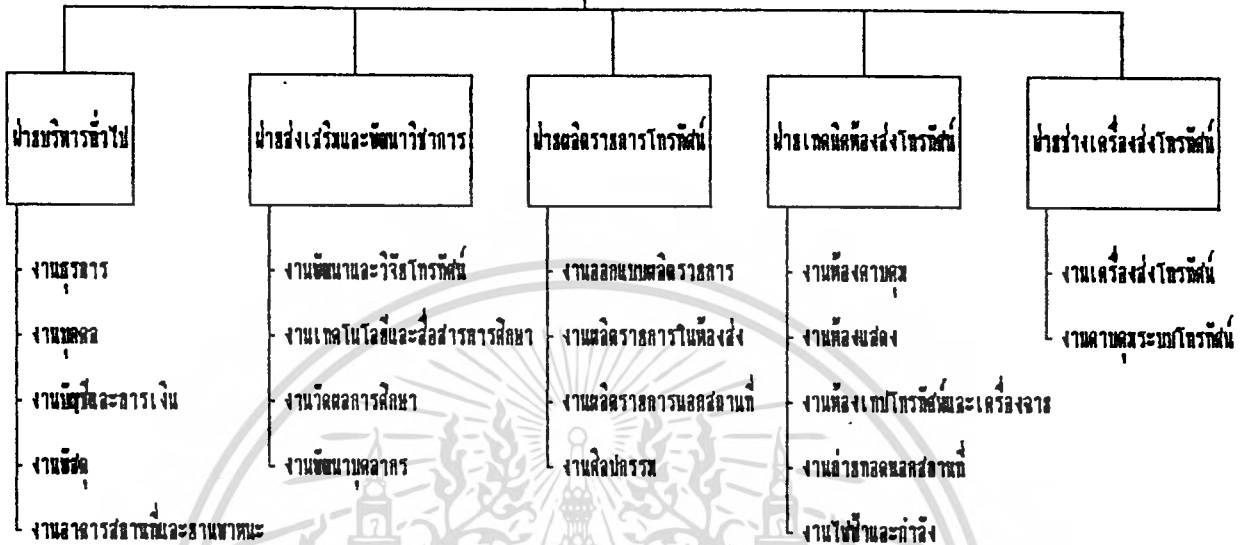 ฝ่ายบริหารทั่วไป
ฝ่ายส่งเสริมและพัฒนาวิชาการ
ฝ่ายผลิตรายการโทรทัศน์
ฝ่ายเทคนิคห้องส่งโทรทัศน์
ฝ่ายช่างเครื่องส่งโทรทัศน์
- งานธุรการ
- งานบุคคล
- งานบัญชีและการเงิน
- งานพัสดุ
- งานอาคารสถานที่และยานพาหนะ
- งานพัฒนาและวิจัยโทรทัศน์
- งานเทคโนโลยีและสื่อสารการศึกษา
- งานวัดผลการศึกษา
- งานพัฒนาบุคลากร
- งานออกแบบผลิตรายการ
- งานผลิตรายการในห้องส่ง
- งานผลิตรายการนอกสถานที่
- งานศิลปกรรม
- งานห้องควบคุม
- งานห้องแสดง
- งานห้องเทปโทรทัศน์และเครื่องฉาย
- งานถ่ายทอดนอกสถานที่
- งานไฟฟ้าและกำลัง
- งานเครื่องส่งโทรทัศน์
- งานควบคุมระบบโทรทัศน์